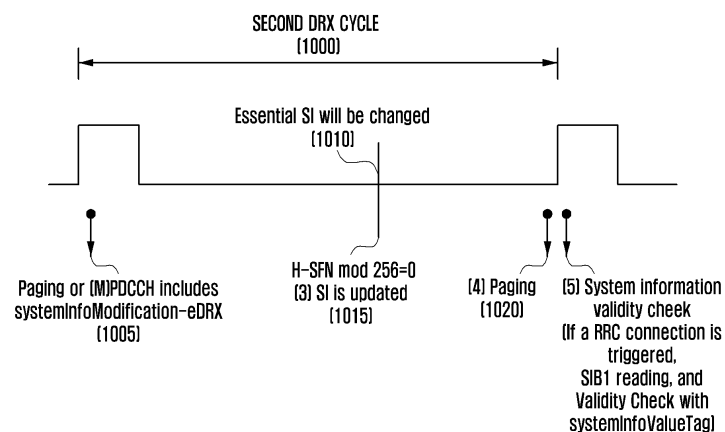 SECOND DRX CYCLE
(1000)
Essential SI will be changed
(1010)
Paging or (M)PDCCH includes
systemInfoModification-eDRX
(1005)
H-SFN mod 256=0
(3) SI is updated
(1015)
(4) Paging
(1020)
(5) System information
validity cheek
(If a RRC connection is
triggered,
SIB1 reading, and
Validity Check with
systemInfoValueTag)